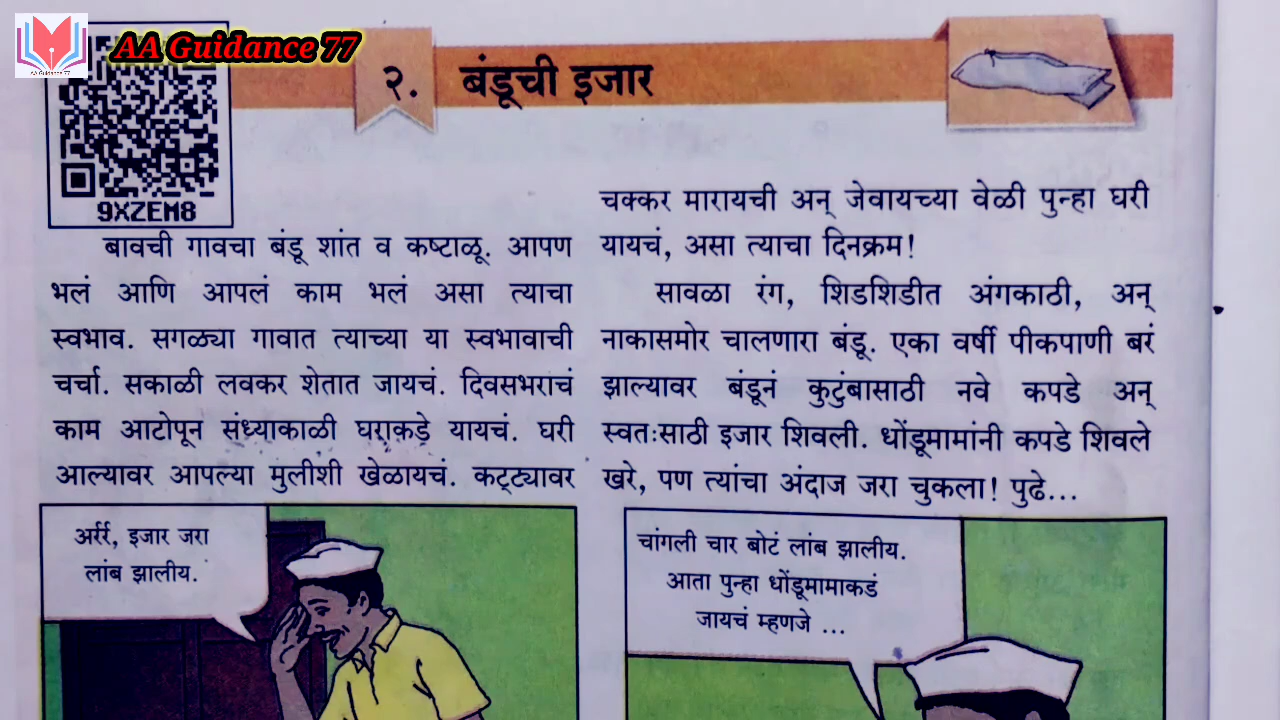 AA Guidance 77
AA Guidance 77
9XZEM8
२. बंडूची इजार
बावची गावचा बंडू शांत व कष्टाळू. आपण
भलं आणि आपलं काम भलं असा त्याचा
स्वभाव. सगळ्या गावात त्याच्या या स्वभावाची
चर्चा. सकाळी लवकर शेतात जायचं. दिवसभराचं
काम आटोपून संध्याकाळी घराकडे यायचं. घरी
आल्यावर आपल्या मुलीशी खेळायचं. कट्ट्यावर
चक्कर मारायची अन् जेवायच्या वेळी पुन्हा घरी
यायचं, असा त्याचा दिनक्रम!
सावळा रंग, शिडशिडीत अंगकाठी, अन्
नाकासमोर चालणारा बंडू. एका वर्षी पीकपाणी बरं
झाल्यावर बंडूनं कुटुंबासाठी नवे कपडे अन्
स्वतःसाठी इजार शिवली. धोंडूमामांनी कपडे शिवले
खरे, पण त्यांचा अंदाज जरा चुकला! पुढे...
अर्रर्र, इजार जरा
लांब झालीय.
चांगली चार बोटं लांब झालीय.
आता पुन्हा धोंडूमामाकडं
जायचं म्हणजे ...